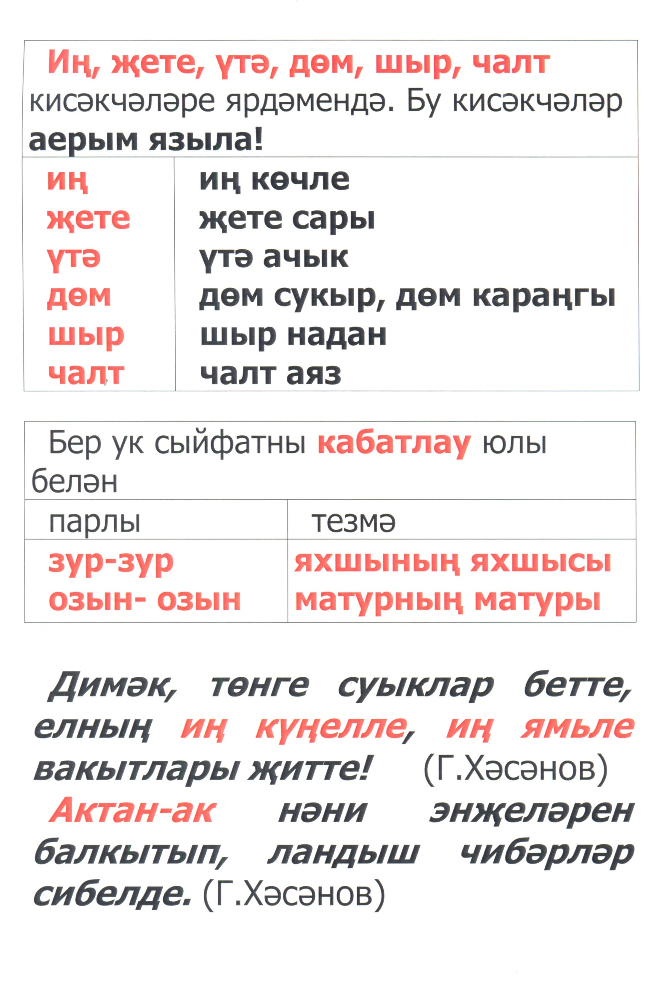 Иң, җете, үтә, дөм, шыр, чалт
кисәкчәләре ярдәмендә. Бу кисәкчәләр
аерым языла!
иң иң көчле
җете җете сары
үтә үтә ачык
дөм дөм сукыр, дөм караңгы
шыр шыр надан
чалт чалт аяз
Бер ук сыйфатны кабатлау юлы
белән
парлы тезмә
зур-зур яхшының яхшысы
озын- озын матурның матуры
Димәк, төнге суыклар бетте,
елның иң күңелле, иң ямьле
вакытлары җитте! (Г.Хәсәнов)
Актан-ак нәни энҗеләрен
балкытып, ландыш чибәрләр
сибелде. (Г.Хәсәнов)